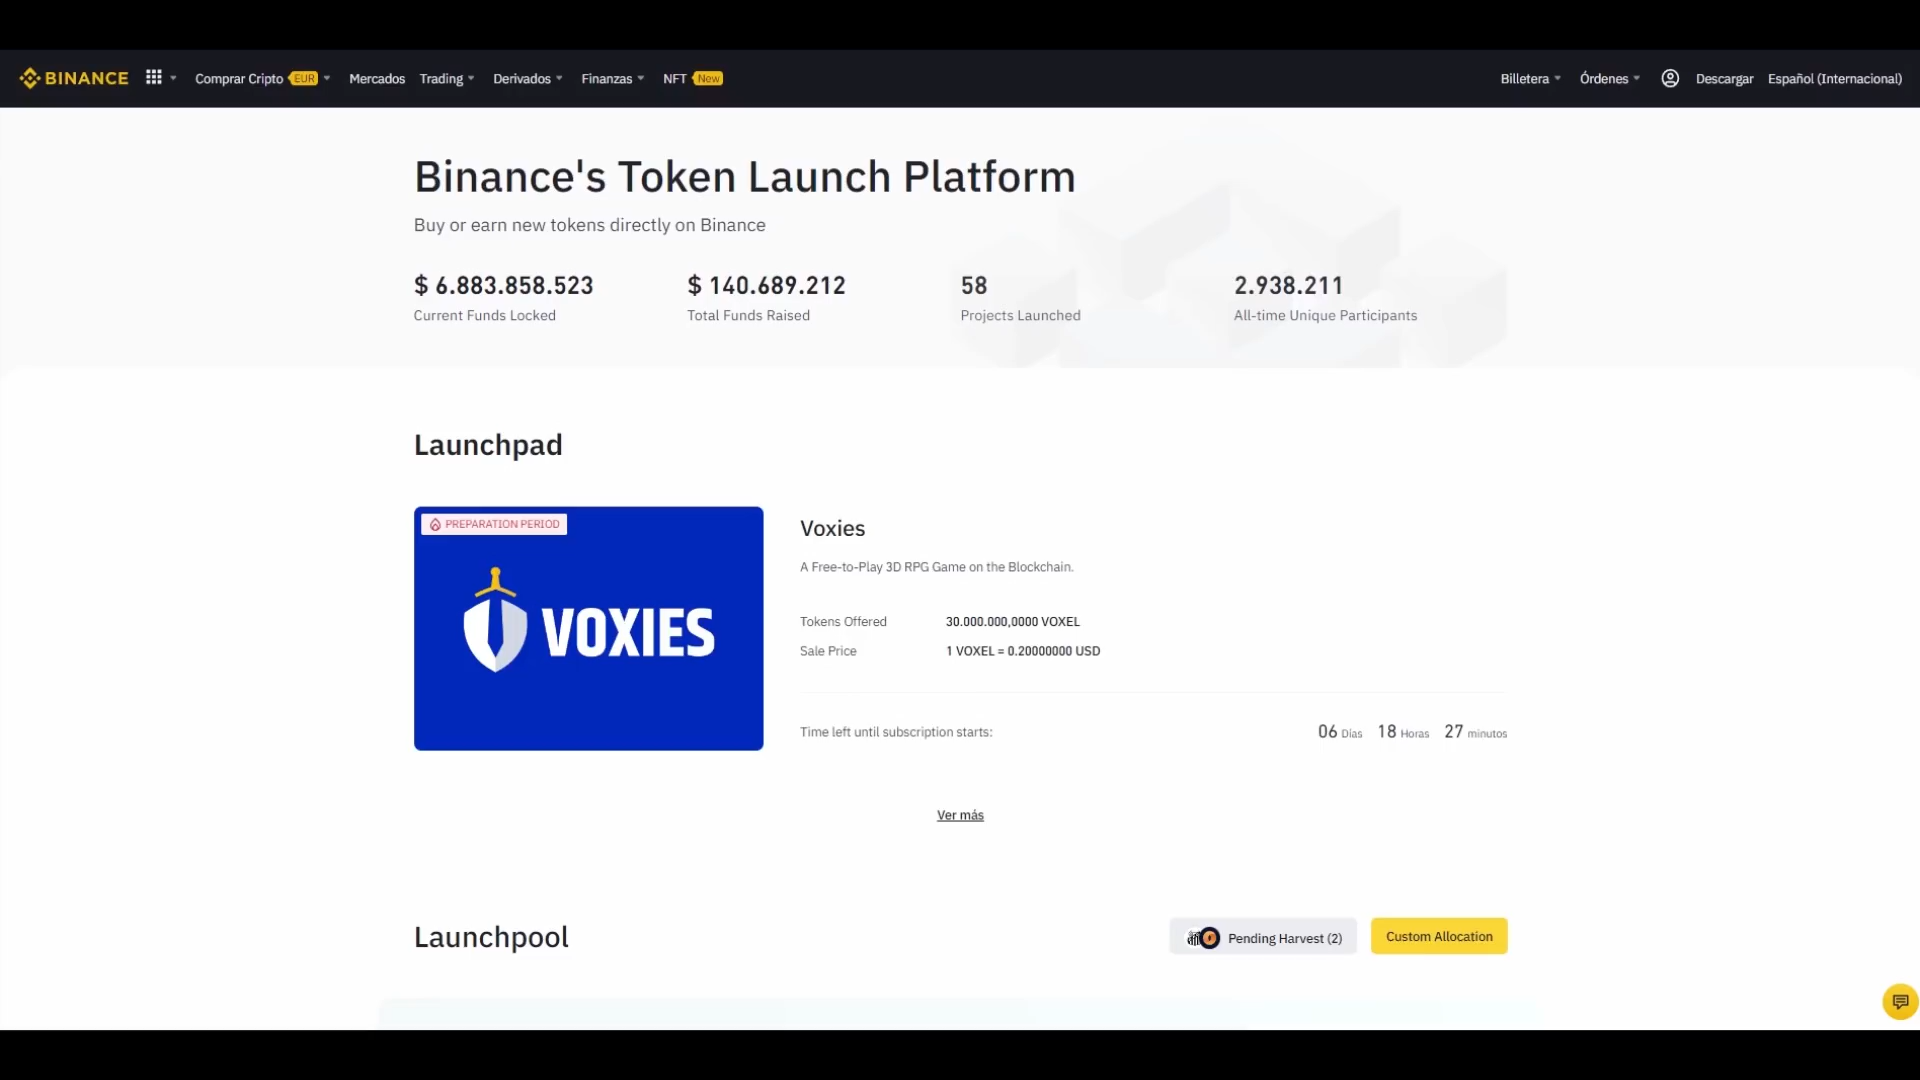 BINANCE Comprar Cripto EUR Mercados Trading Derivados Finanzas NFT New Billetera Órdenes Descargar Español (Internacional)
Binance's Token Launch Platform
Buy or earn new tokens directly on Binance
$ 6.883.858.523 $ 140.689.212 58 2.938.211
Current Funds Locked Total Funds Raised Projects Launched All-time Unique Participants
Launchpad
PREPARATION PERIOD
VOXIES
Voxies
A Free-to-Play 3D RPG Game on the Blockchain.
Tokens Offered 30.000.000,0000 VOXEL
Sale Price 1 VOXEL = 0.20000000 USD
Time left until subscription starts: 06 Días 18 Horas 27 minutos
Ver más
Launchpool Pending Harvest (2) Custom Allocation